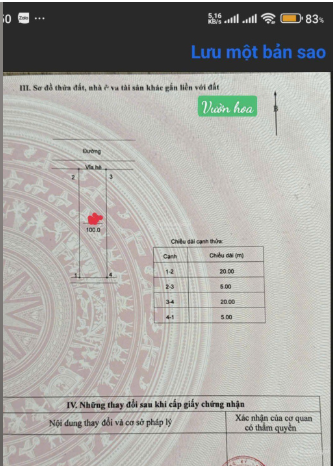 5,16
KB/s
83%
Zalo
Lưu một bản sao
III. Sơ đồ thửa đất, nhà ở và tài sản khác gắn liền với đất
Vườn hoa
B
Đường
Vỉa hè
2 3
100.0
1 4
Chiều dài cạnh thửa:
Cạnh Chiều dài (m)
1-2 20.00
2-3 5.00
3-4 20.00
4-1 5.00
IV. Những thay đổi sau khi cấp giấy chứng nhận
Nội dung thay đổi và cơ sở pháp lý
Xác nhận của cơ quan
có thẩm quyền